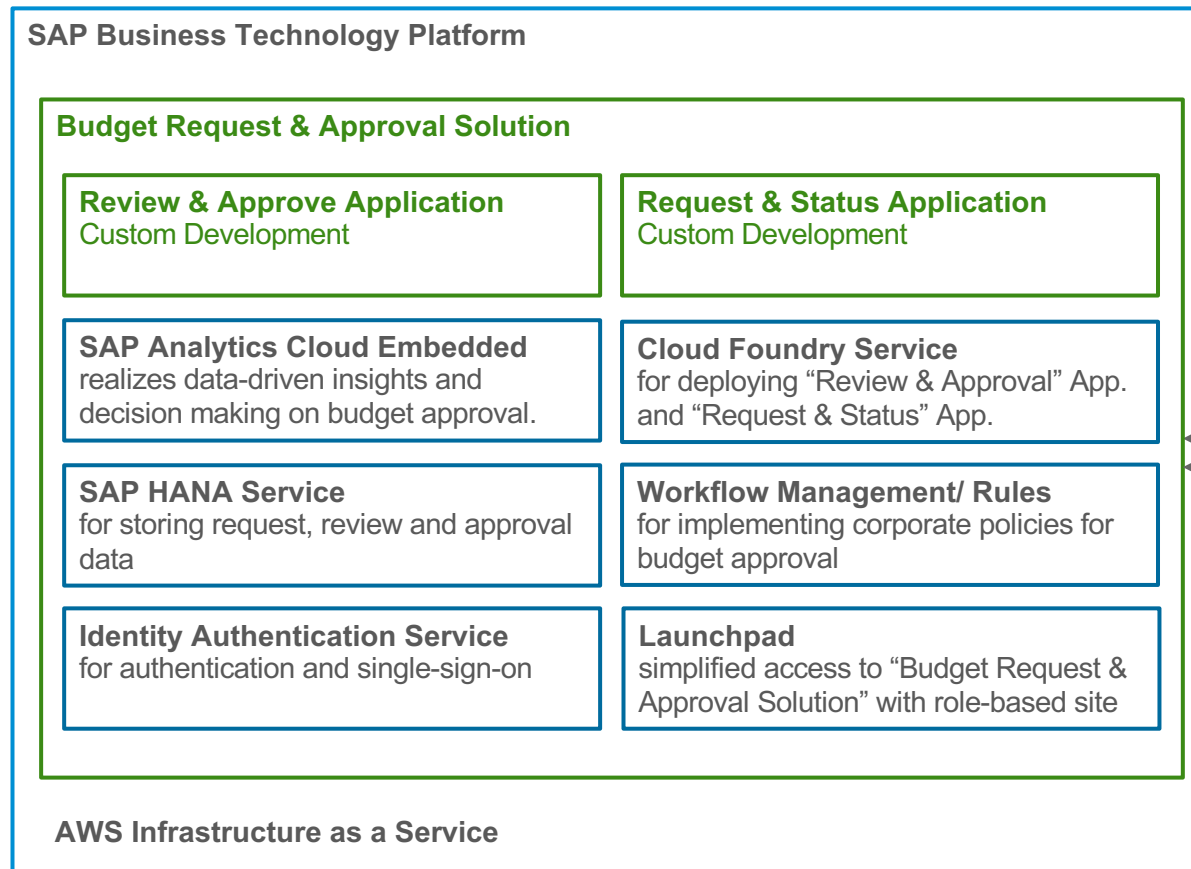 SAP Business Technology Platform
Budget Request & Approval Solution
Review & Approve Application
Custom Development
Request & Status Application
Custom Development
SAP Analytics Cloud Embedded
realizes data-driven insights and
decision making on budget approval.
Cloud Foundry Service
for deploying “Review & Approval” App.
and “Request & Status” App.
SAP HANA Service
for storing request, review and approval
data
Workflow Management/ Rules
for implementing corporate policies for
budget approval
Identity Authentication Service
for authentication and single-sign-on
Launchpad
simplified access to “Budget Request &
Approval Solution” with role-based site
AWS Infrastructure as a Service